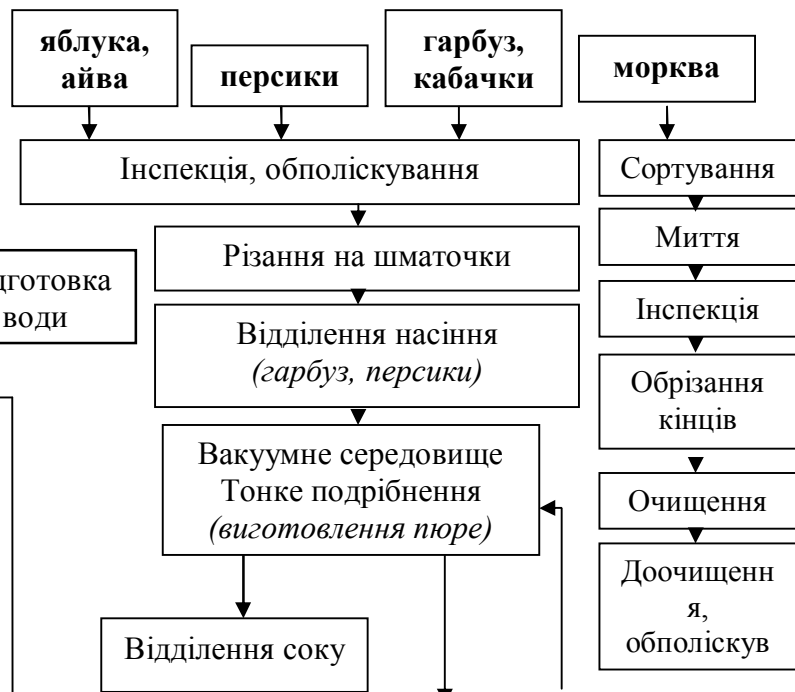 яблука,
айва
персики
гарбуз,
кабачки
морква
Інспекція, обполіскування
Сортування
Різання на шматочки
Миття
дготовка
води
Відділення насіння
(гарбуз, персики)
Інспекція
Обрізання
кінців
Вакуумне середовище
Тонке подрібнення
(виготовлення пюре)
Очищення
Доочищенн
я,
обполіскув
Відділення соку